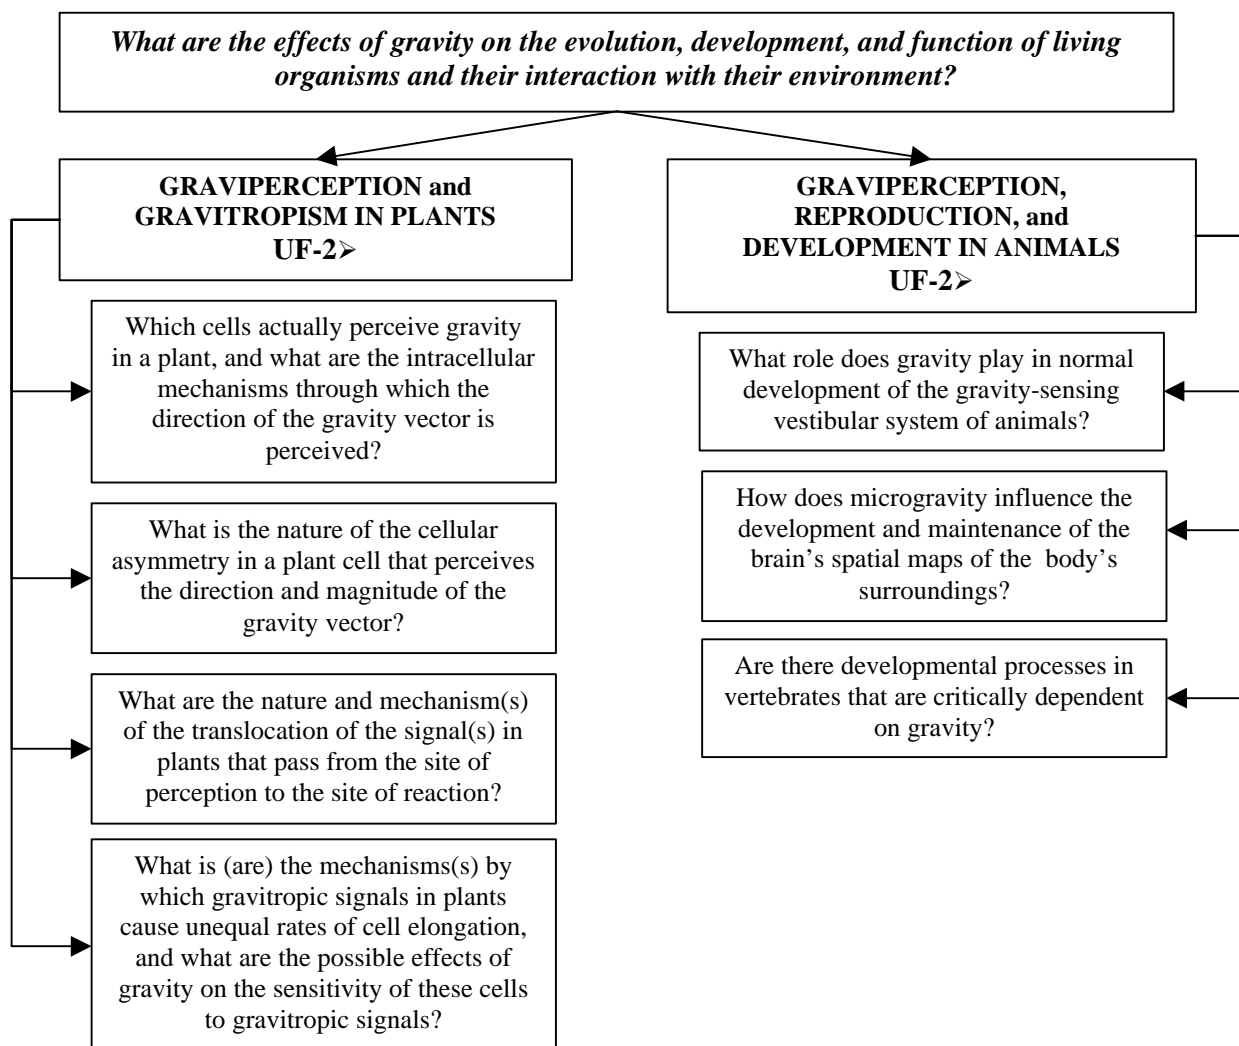 What are the effects of gravity on the evolution, development, and function of living
organisms and their interaction with their environment?
GRAVIPERCEPTION and
GRAVITROPISM IN PLANTS
UF-2➢
Which cells actually perceive gravity
in a plant, and what are the intracellular
mechanisms through which the
direction of the gravity vector is
perceived?
What is the nature of the cellular
asymmetry in a plant cell that perceives
the direction and magnitude of the
gravity vector?
What are the nature and mechanism(s)
of the translocation of the signal(s) in
plants that pass from the site of
perception to the site of reaction?
What is (are) the mechanisms(s) by
which gravitropic signals in plants
cause unequal rates of cell elongation,
and what are the possible effects of
gravity on the sensitivity of these cells
to gravitropic signals?
GRAVIPERCEPTION,
REPRODUCTION, and
DEVELOPMENT IN ANIMALS
UF-2➢
What role does gravity play in normal
development of the gravity-sensing
vestibular system of animals?
How does microgravity influence the
development and maintenance of the
brain’s spatial maps of the body’s
surroundings?
Are there developmental processes in
vertebrates that are critically dependent
on gravity?